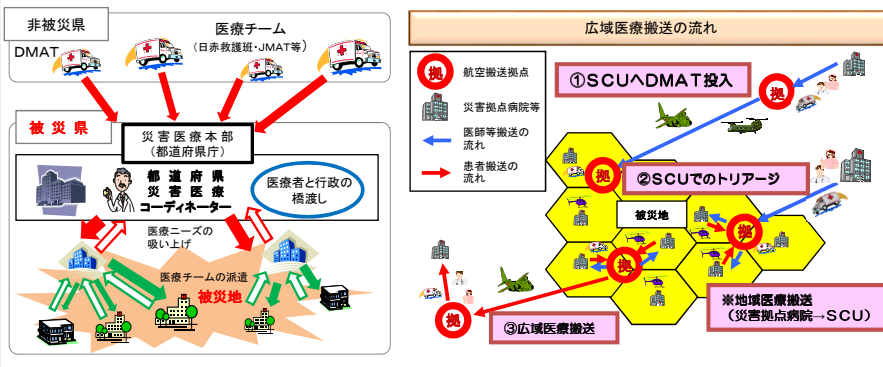 非被災県
DMAT
医療チーム
(日赤救護班・JMAT等)
被災県
災害医療本部
(都道府県庁)
都道府県
災害医療
コーディネーター
医療者と行政の
橋渡し
医療ニーズの
吸い上げ
医療チームの派遣
被災地
広域医療搬送の流れ
拠
航空搬送拠点
災害拠点病院等
医師等搬送の
流れ
患者搬送の
流れ
①SCUへDMAT投入
拠
拠
②SCUでのトリアージ
被災地
拠
拠
拠
③広域医療搬送
※地域医療搬送
(災害拠点病院→SCU)